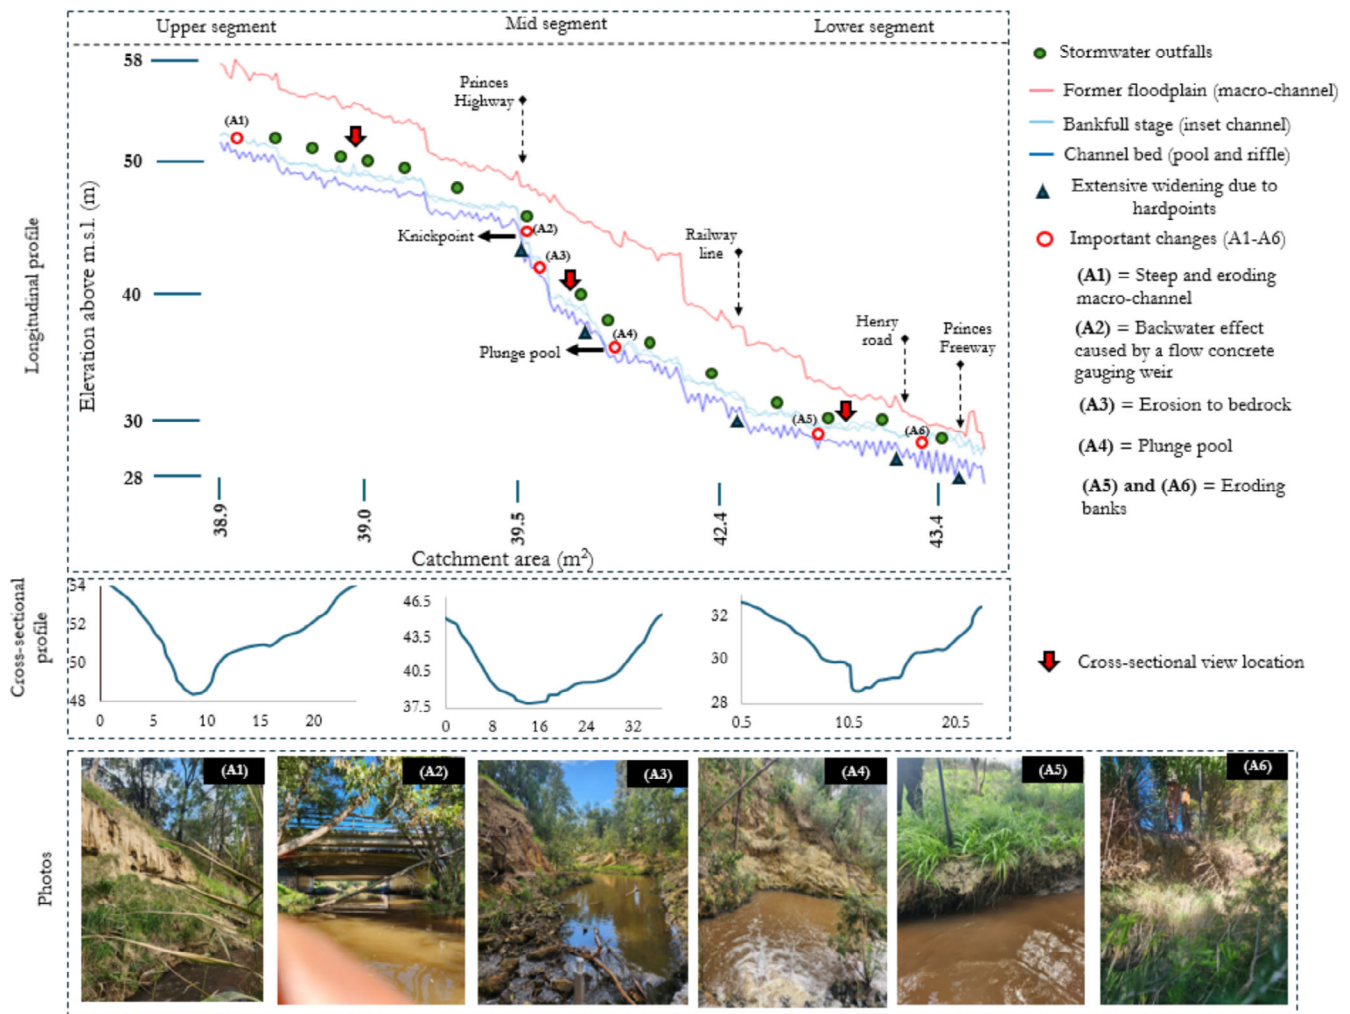 Upper segment
Mid segment
Lower segment
Longitudinal profile
Elevation above m.s.l. (m)
58
50
40
30
28
(A1)
Princes
Highway
Knickpoint
(A2)
(A3)
Plunge pool
(A4)
Railway
line
Henry
road
Princes
Freeway
(A5)
(A6)
38.9
39.0
39.5
42.4
43.4
Catchment area (m²)
Stormwater outfalls
Former floodplain (macro-channel)
Bankfull stage (inset channel)
Channel bed (pool and riffle)
Extensive widening due to
hardpoints
Important changes (A1-A6)
(A1) = Steep and eroding
macro-channel
(A2) = Backwater effect
caused by a flow concrete
gauging weir
(A3) = Erosion to bedrock
(A4) = Plunge pool
(A5) and (A6) = Eroding
banks
Cross-sectional
profile
54
52
50
48
0 5 10 15 20
46.5
43.5
40.5
37.5
0 8 16 24 32
32
30
28
0.5 10.5 20.5
Cross-sectional view location
Photos
(A1)
(A2)
(A3)
(A4)
(A5)
(A6)